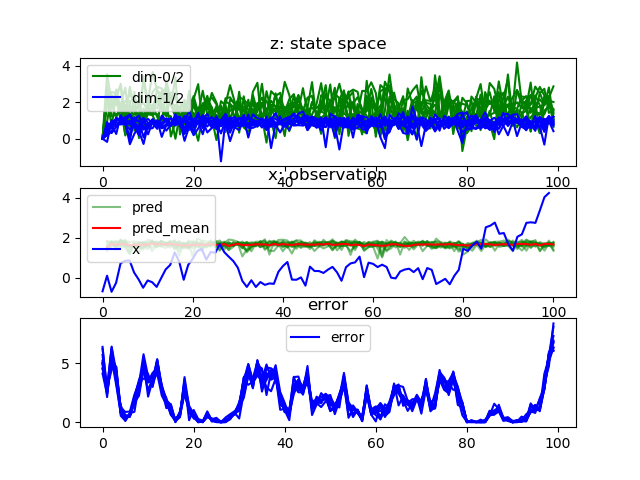 z: state space
4
2
0
dim-0/2
dim-1/2
0 20 40 60 80 100
x: observation
4
2
0
pred
pred_mean
x
0 20 40 60 80 100
error
5
0
error
0 20 40 60 80 100